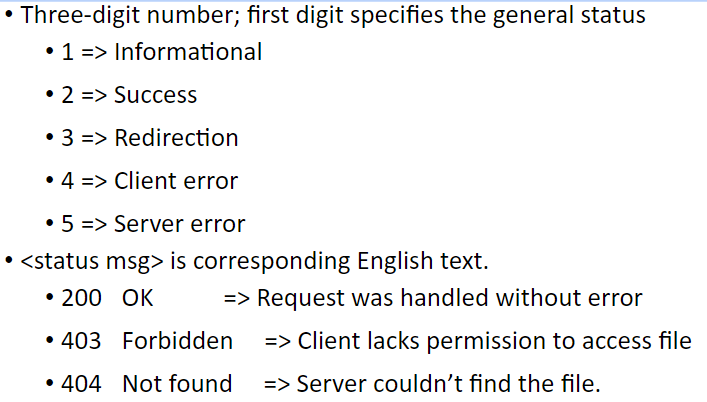 • Three-digit number; first digit specifies the general status
• 1 => Informational
• 2 => Success
• 3 => Redirection
• 4 => Client error
• 5 => Server error
• <status msg> is corresponding English text.
• 200 OK => Request was handled without error
• 403 Forbidden => Client lacks permission to access file
• 404 Not found => Server couldn’t find the file.